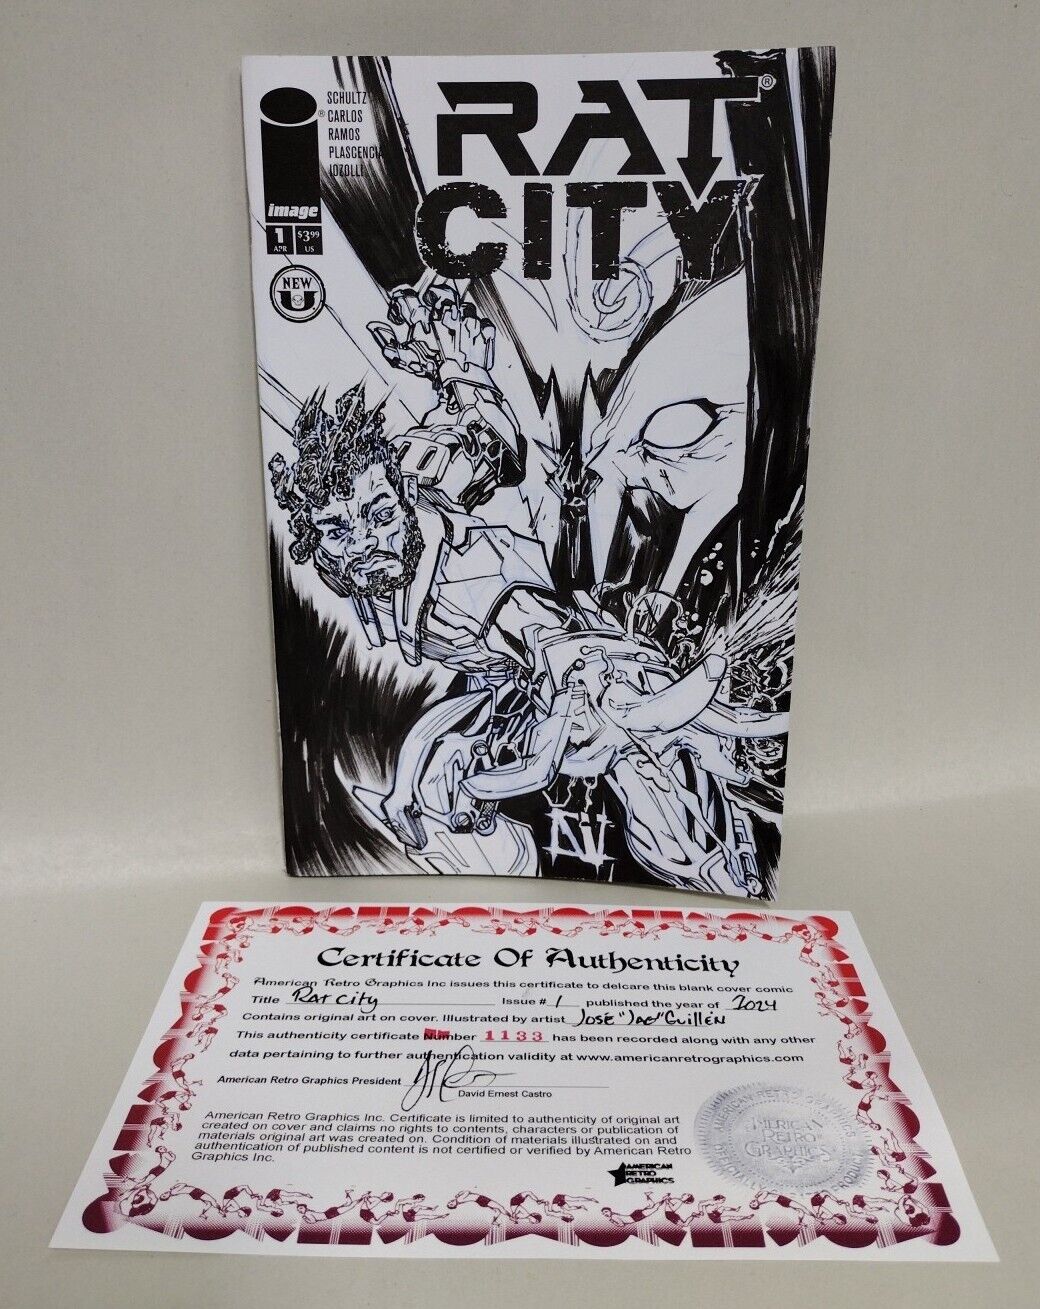 SCHULTZ
CARLOS
RAMOS
PLASCENCIA
JOZOLLI
RAT®
CITY
®
image
1 $3.99
APR US
NEW
U
Certificate Of Authenticity
American Retro Graphics Inc issues this certificate to delcare this blank cover comic
Title Rat City Issue # 1 published the year of 2024
Contains original art on cover. Illustrated by artist José "Jag" Guillén
This authenticity certificate Number 1133 has been recorded along with any other
data pertaining to further authentication validity at www.americanretrographics.com
American Retro Graphics President
David Ernest Castro
American Retro Graphics Inc. Certificate is limited to authenticity of original art
created on cover and claims no rights to contents, characters or publication of
materials original art was created on. Condition of materials illustrated on and
authentication of published content is not certified or verified by American Retro
Graphics Inc.
AMERICAN
RETRO
GRAPHICS
AMERICAN
RETRO
GRAPHICS